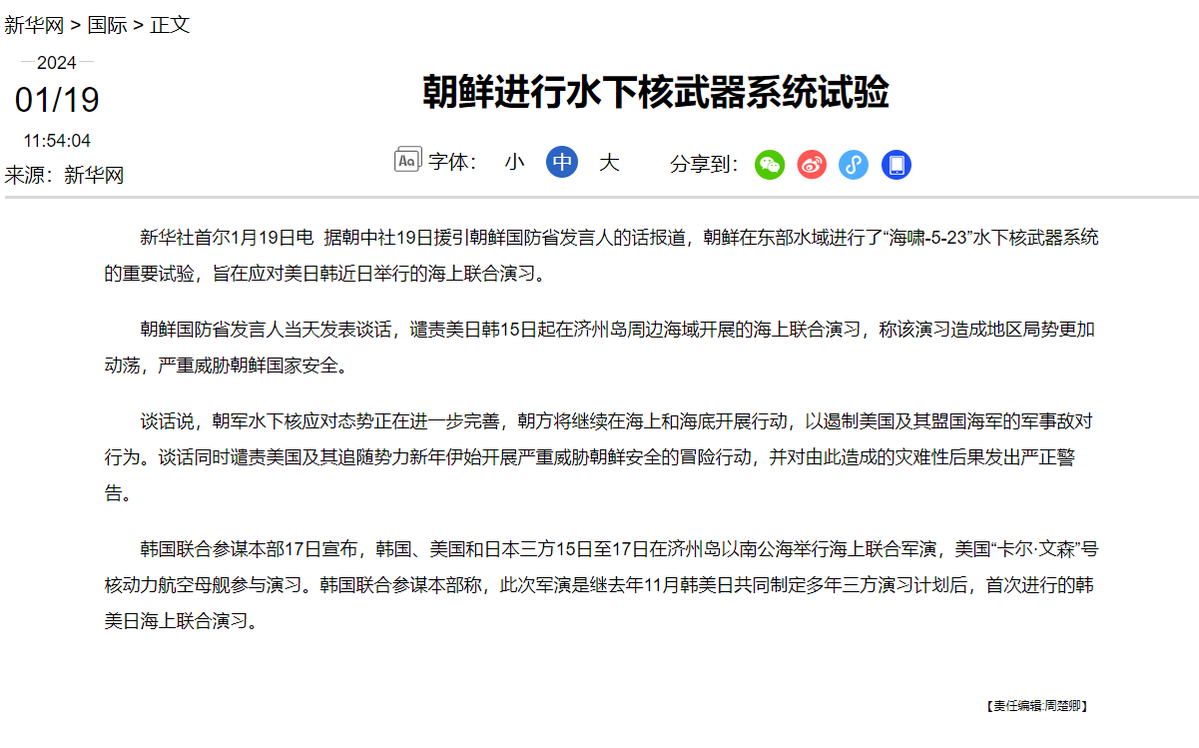 新华网 > 国际 > 正文
2024
01/19
11:54:04
来源：新华网
朝鲜进行水下核武器系统试验
Aa 字体： 小 中 大 分享到：
新华社首尔1月19日电 据朝中社19日援引朝鲜国防省发言人的话报道，朝鲜在东部水域进行了“海啸-5-23”水下核武器系统
的重要试验，旨在应对美日韩近日举行的海上联合演习。
朝鲜国防省发言人当天发表谈话，谴责美日韩15日起在济州岛周边海域开展的海上联合演习，称该演习造成地区局势更加
动荡，严重威胁朝鲜国家安全。
谈话说，朝军水下核应对态势正在进一步完善，朝方将继续在海上和海底开展行动，以遏制美国及其盟国海军的军事敌对
行为。谈话同时谴责美国及其追随势力新年伊始开展严重威胁朝鲜安全的冒险行动，并对由此造成的灾难性后果发出严正警
告。
韩国联合参谋本部17日宣布，韩国、美国和日本三方15日至17日在济州岛以南公海举行海上联合军演，美国“卡尔·文森”号
核动力航空母舰参与演习。韩国联合参谋本部称，此次军演是继去年11月韩美日共同制定多年三方演习计划后，首次进行的韩
美日海上联合演习。
【责任编辑:周楚卿】